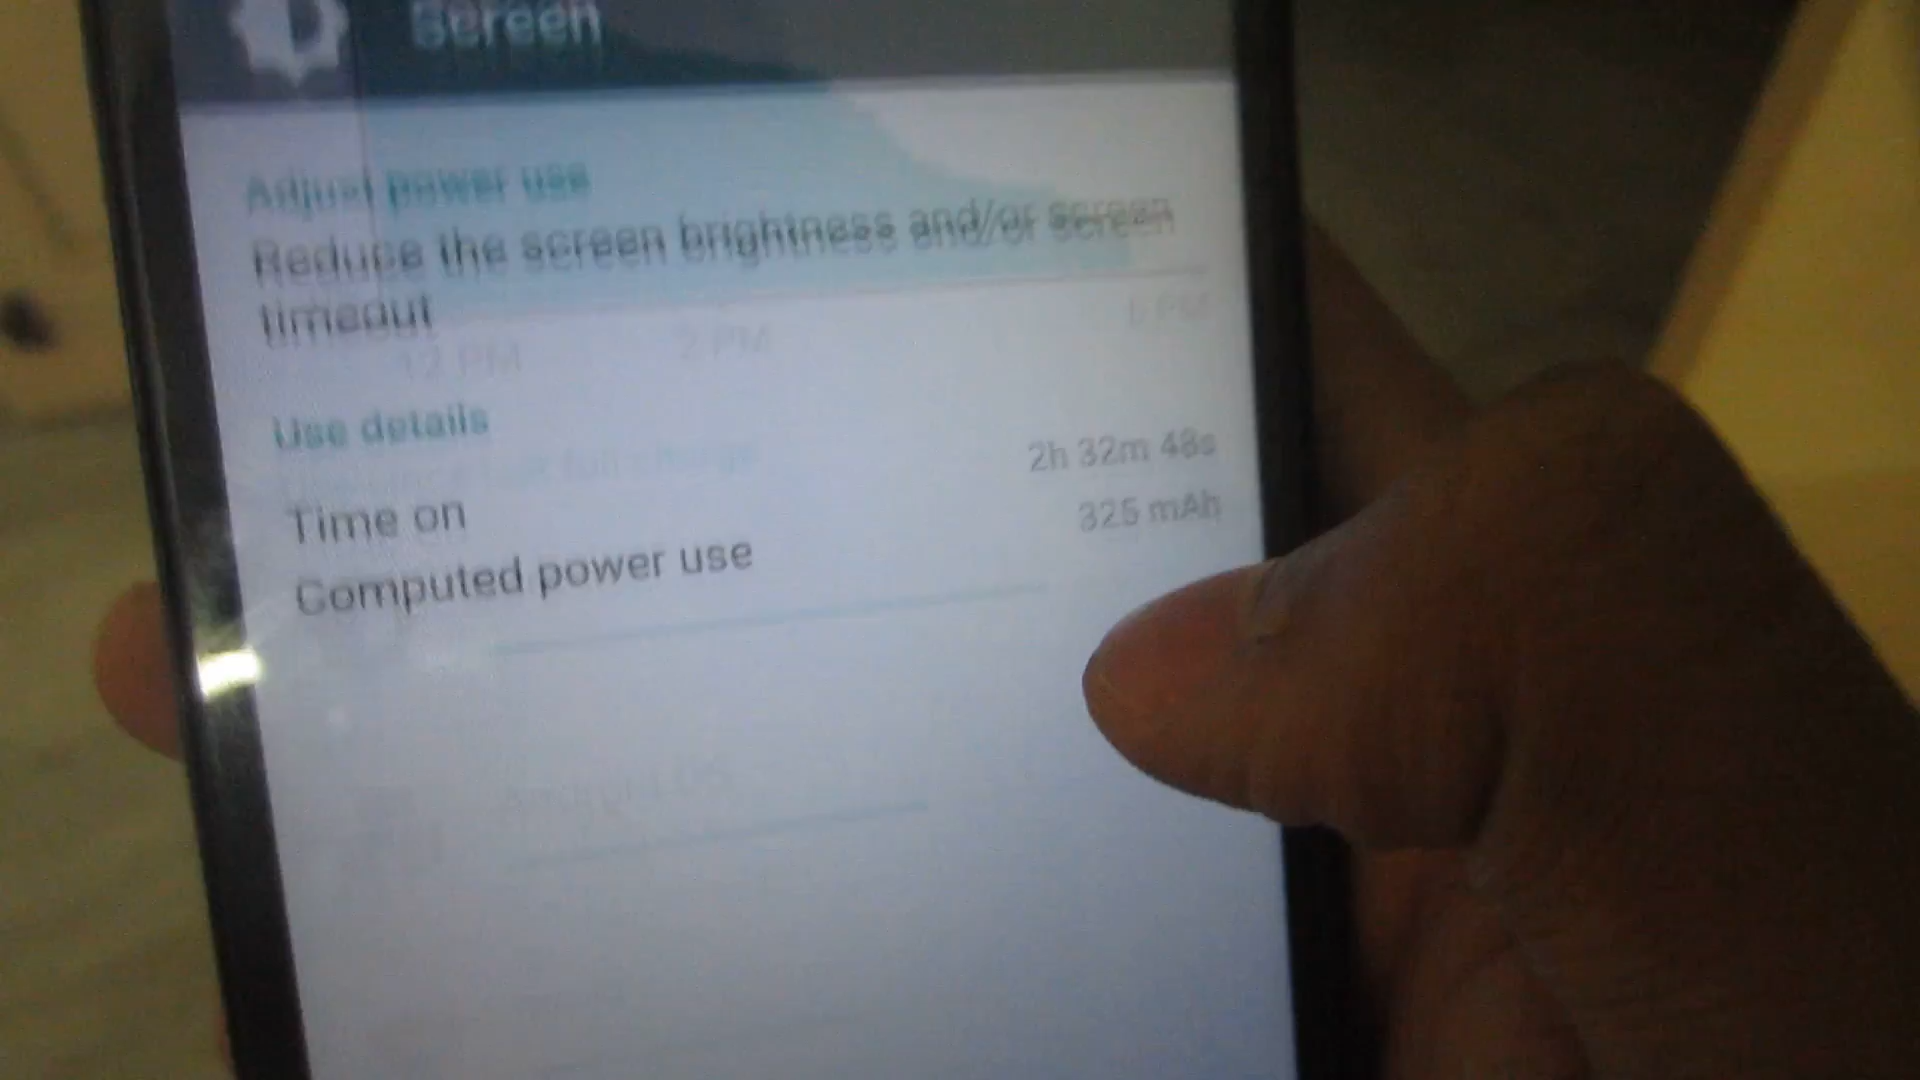 Screen
Adjust power use
Reduce the screen brightness and/or screen
timeout
12 PM 2 PM
Use details
Time on 2h 32m 48s
Computed power use 325 mAh